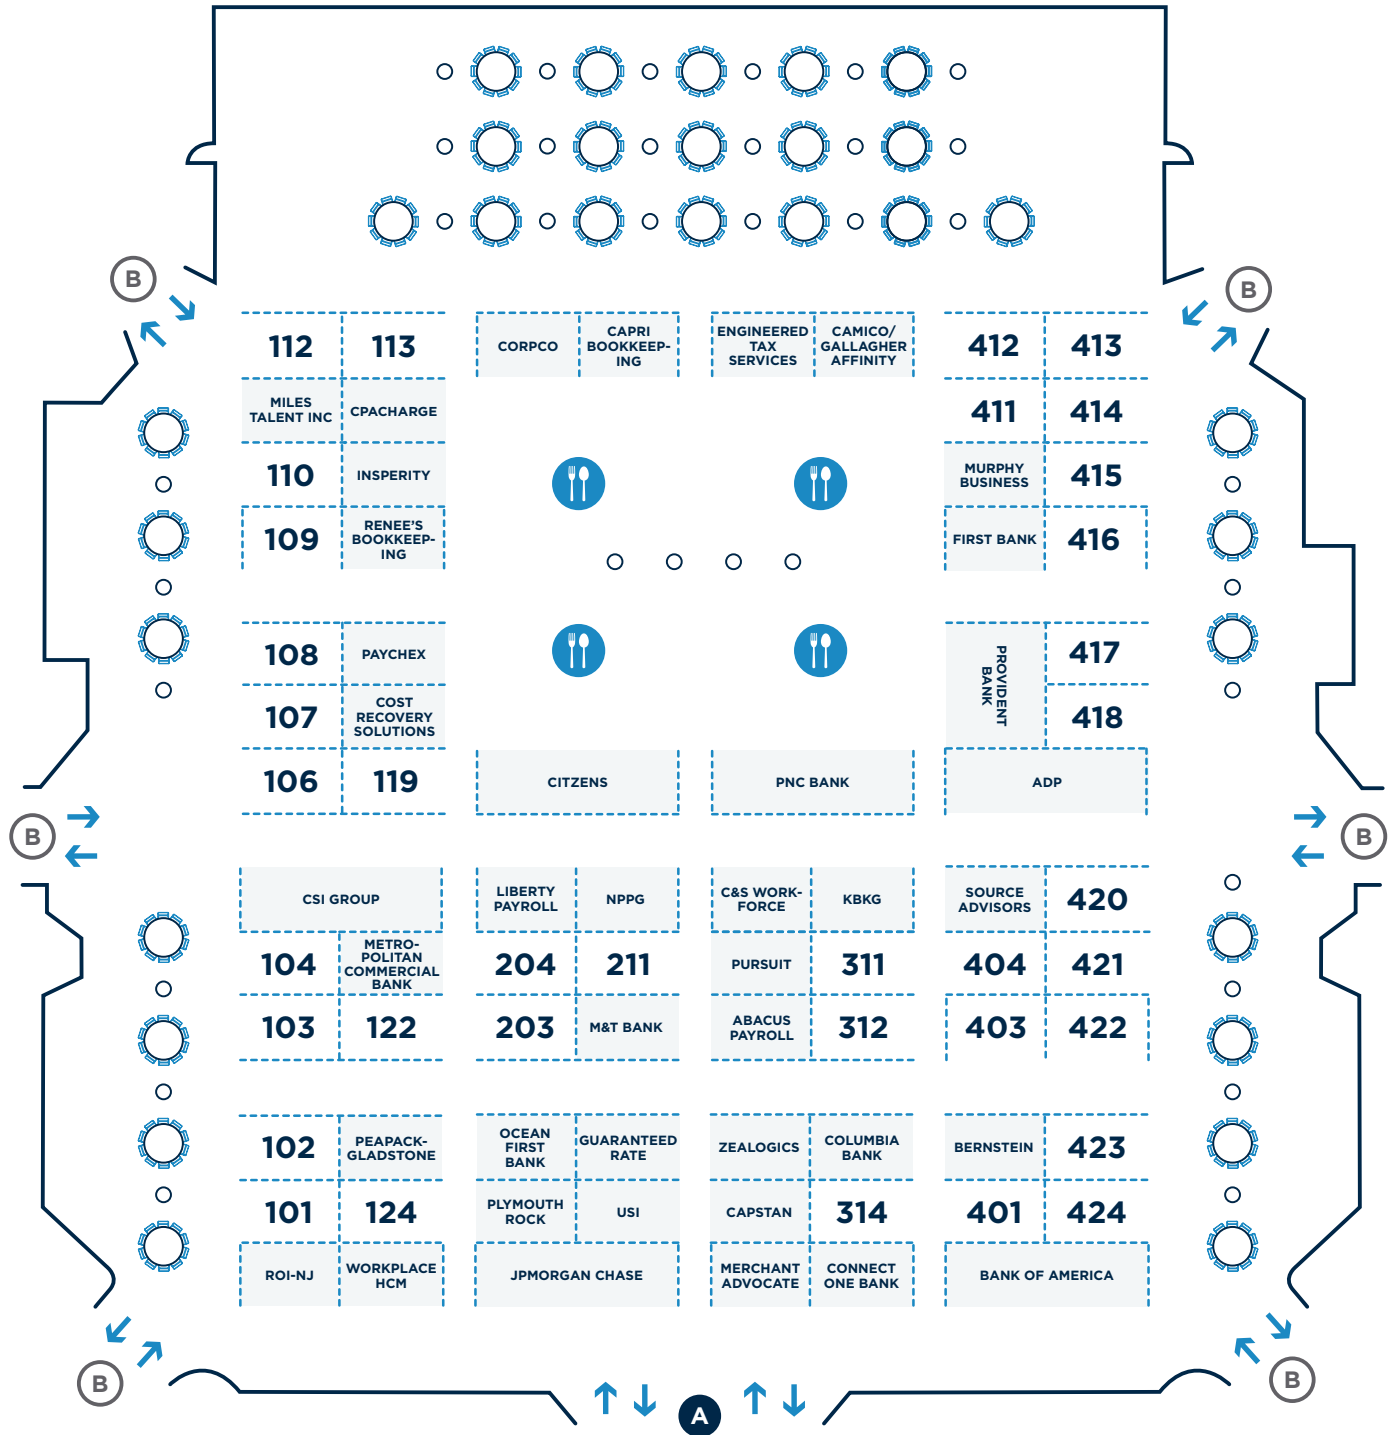 B
B
112
113
CORPCO
CAPRI
BOOKKEEP-
ING
ENGINEERED
TAX
SERVICES
CAMICO/
GALLAGHER
AFFINITY
412
413
MILES
TALENT INC
CPACHARGE
411
414
110
INSPERITY
MURPHY
BUSINESS
415
109
RENEE'S
BOOKKEEP-
ING
FIRST BANK
416
108
PAYCHEX
PROVIDENT
BANK
417
107
COST
RECOVERY
SOLUTIONS
418
106
119
CITZENS
PNC BANK
ADP
B
B
CSI GROUP
LIBERTY
PAYROLL
NPPG
C&S WORK-
FORCE
KBKG
SOURCE
ADVISORS
420
104
METRO-
POLITAN
COMMERCIAL
BANK
204
211
PURSUIT
311
404
421
103
122
203
M&T BANK
ABACUS
PAYROLL
312
403
422
102
PEAPACK-
GLADSTONE
OCEAN
FIRST
BANK
GUARANTEED
RATE
ZEALOGICS
COLUMBIA
BANK
BERNSTEIN
423
101
124
PLYMOUTH
ROCK
USI
CAPSTAN
314
401
424
ROI-NJ
WORKPLACE
HCM
JPMORGAN CHASE
MERCHANT
ADVOCATE
CONNECT
ONE BANK
BANK OF AMERICA
B
B
A